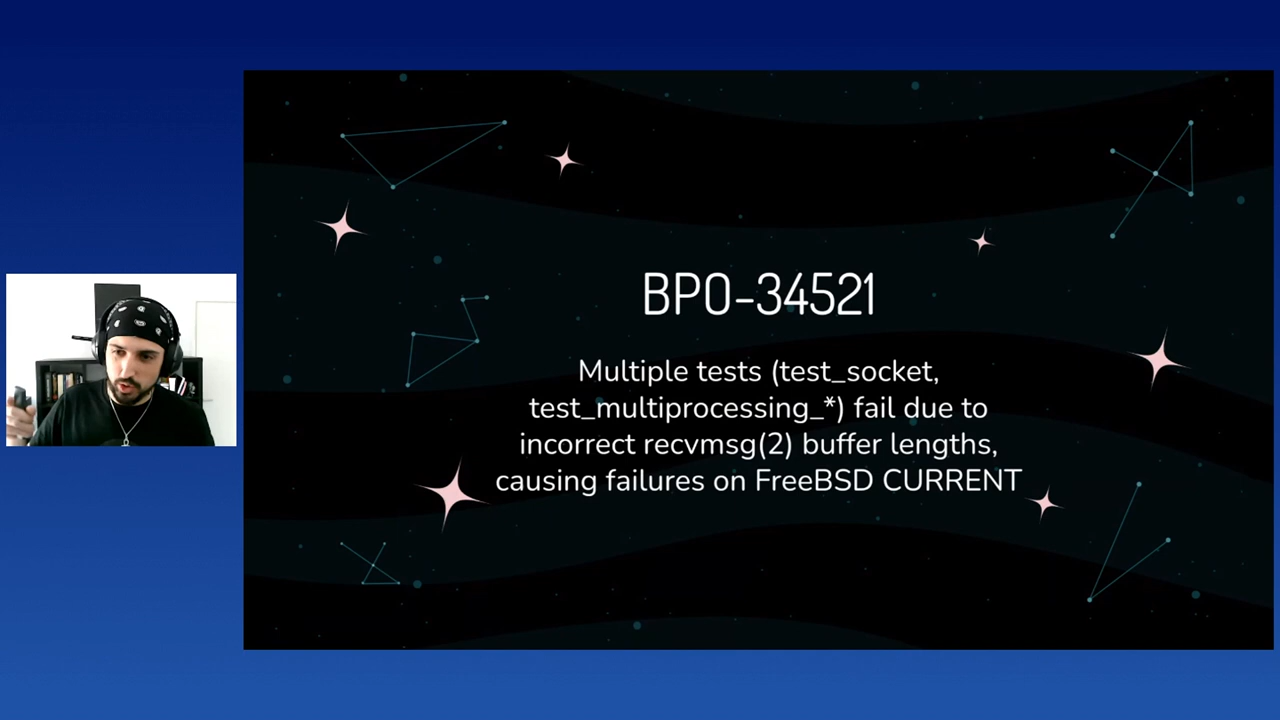 BPO-34521
Multiple tests (test_socket,
test_multiprocessing_*) fail due to
incorrect recvmsg(2) buffer lengths,
causing failures on FreeBSD CURRENT